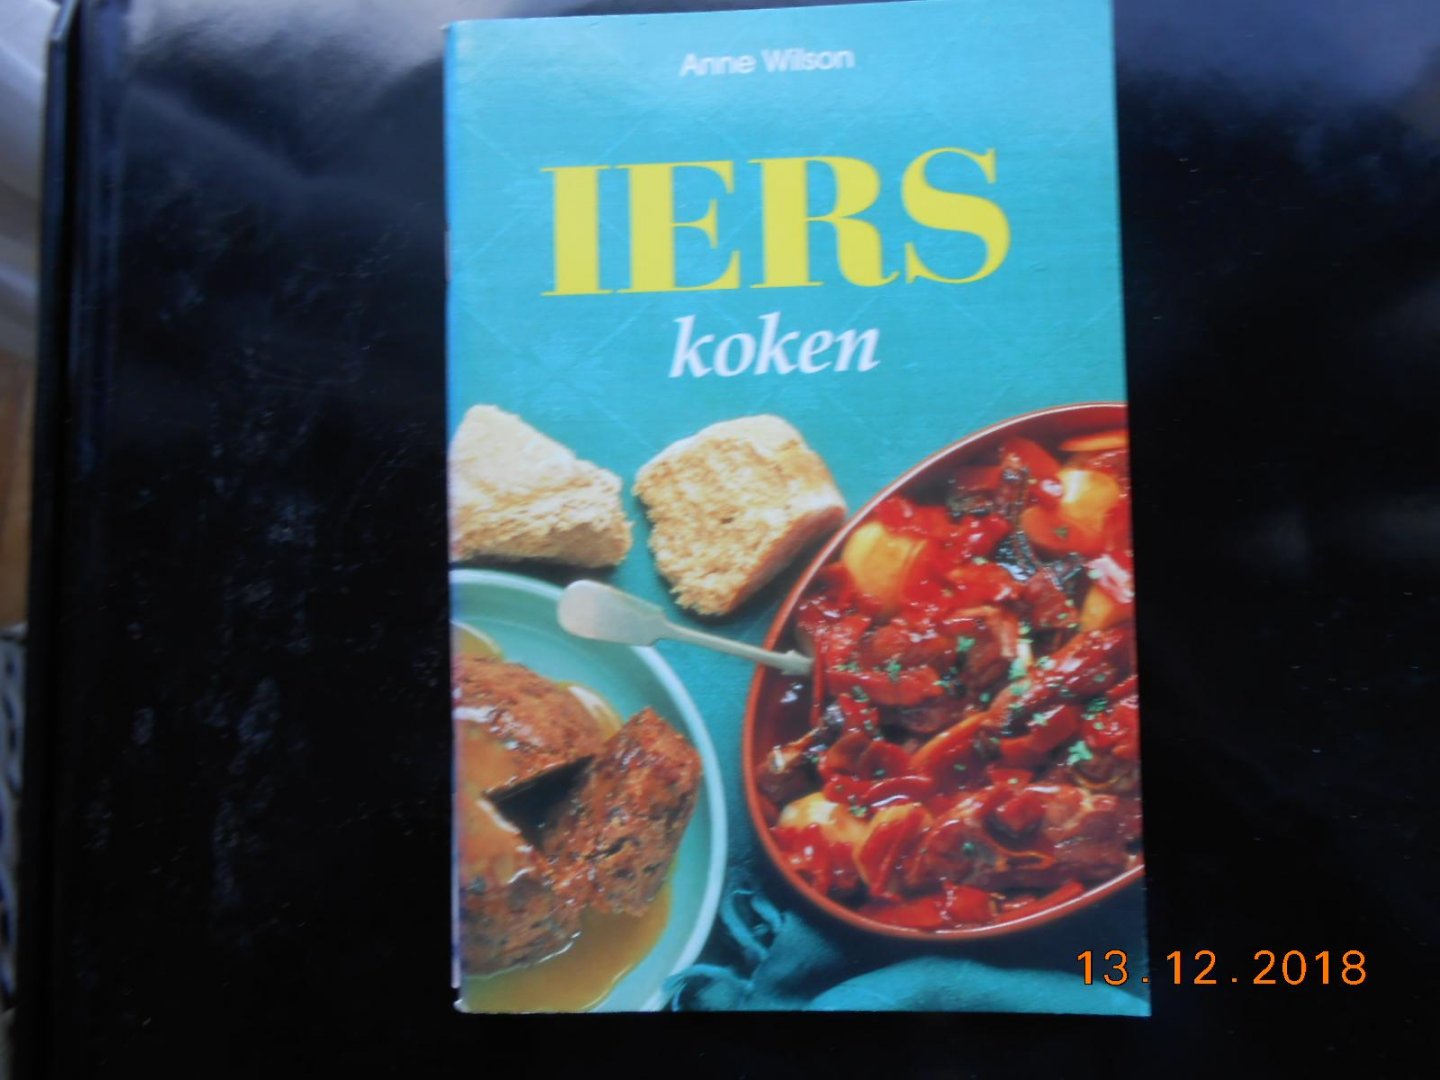 Anne Wilson
IERS
koken
13.12.2018